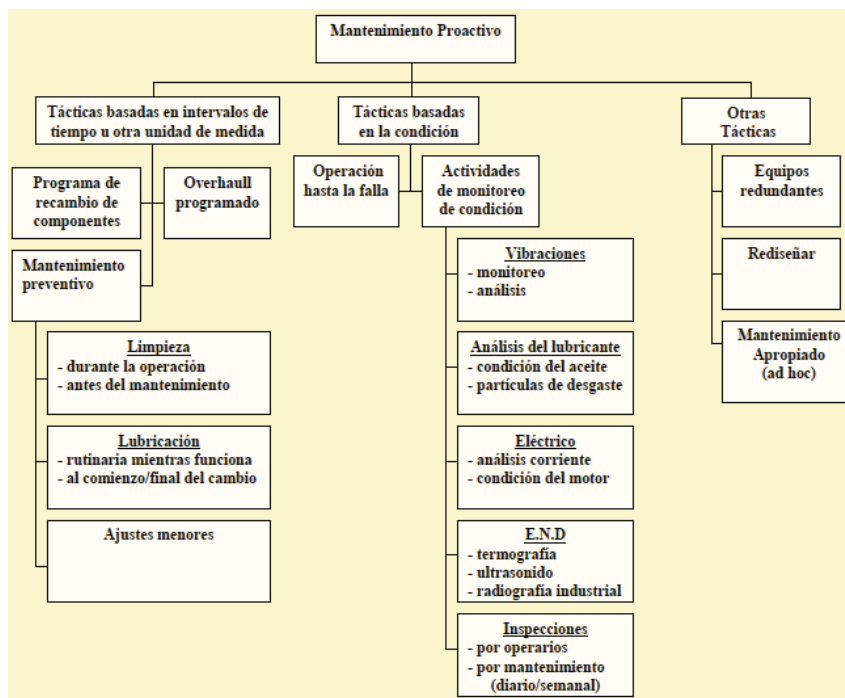 Mantenimiento Proactivo
Tácticas basadas en intervalos de
tiempo u otra unidad de medida
Programa de
recambio de
componentes
Overhaull
programado
Mantenimiento
preventivo
Limpieza
- durante la operación
- antes del mantenimiento
Lubricación
- rutinaria mientras funciona
- al comienzo/final del cambio
Ajustes menores
Tácticas basadas
en la condición
Operación
hasta la falla
Actividades
de monitoreo
de condición
Vibraciones
- monitoreo
- análisis
Análisis del lubricante
- condición del aceite
- partículas de desgaste
Eléctrico
- análisis corriente
- condición del motor
E.N.D
- termografía
- ultrasonido
- radiografía industrial
Inspecciones
- por operarios
- por mantenimiento
(diario/semanal)
Otras
Tácticas
Equipos
redundantes
Rediseñar
Mantenimiento
Apropiado
(ad hoc)